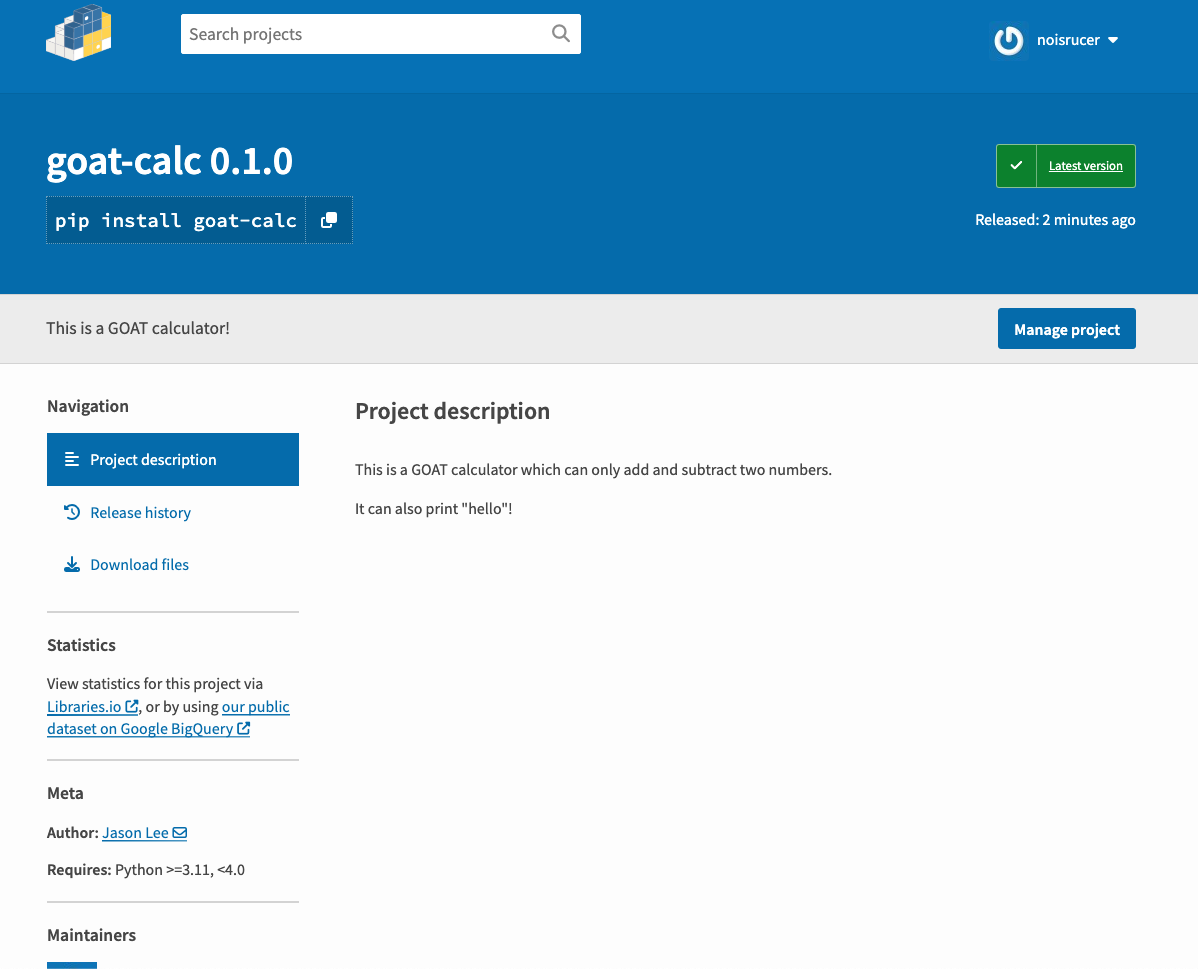 Search projects
noisrucer
goat-calc 0.1.0
pip install goat-calc
Latest version
Released: 2 minutes ago
This is a GOAT calculator!
Manage project
Navigation
Project description
Release history
Download files
Statistics
View statistics for this project via
Libraries.io, or by using our public
dataset on Google BigQuery
Meta
Author: Jason Lee
Requires: Python >=3.11, <4.0
Maintainers
Project description
This is a GOAT calculator which can only add and subtract two numbers.
It can also print "hello"!